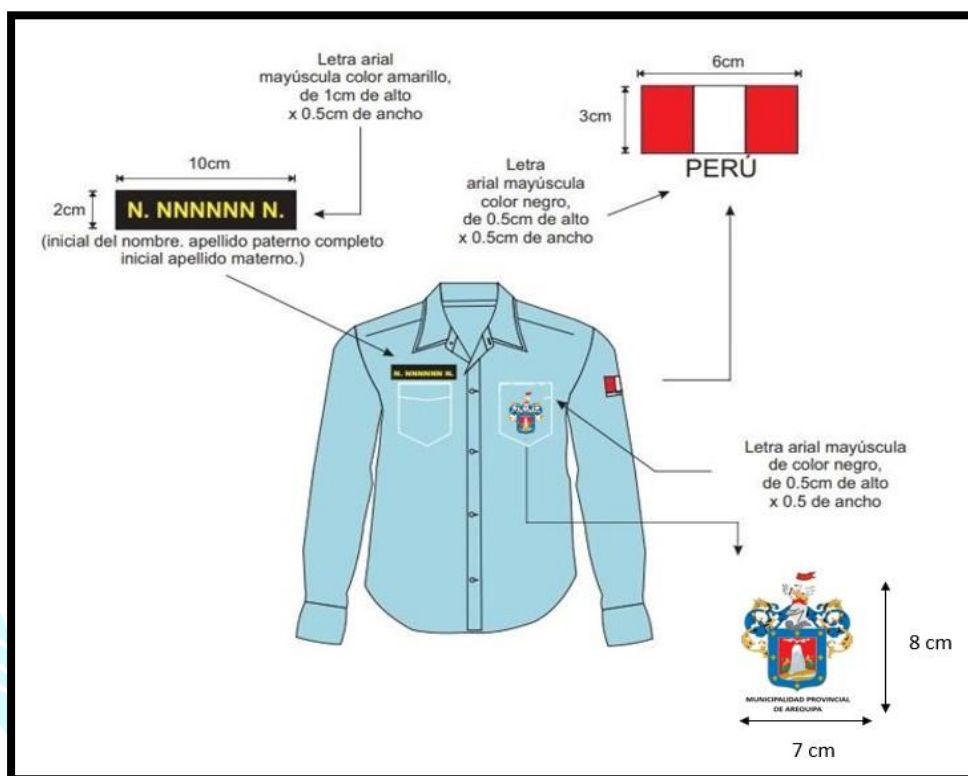 Letra arial
mayúscula color amarillo,
de 1cm de alto
x 0.5cm de ancho
10cm
2cm
N. NNNNNN N.
(inicial del nombre. apellido paterno completo
inicial apellido materno.)
6cm
3cm
PERÚ
Letra
arial mayúscula
color negro,
de 0.5cm de alto
x 0.5cm de ancho
N. NNNNNN N.
Letra arial mayúscula
de color negro,
de 0.5cm de alto
x 0.5 de ancho
8 cm
MUNICIPALIDAD PROVINCIAL
DE AREQUIPA
7 cm